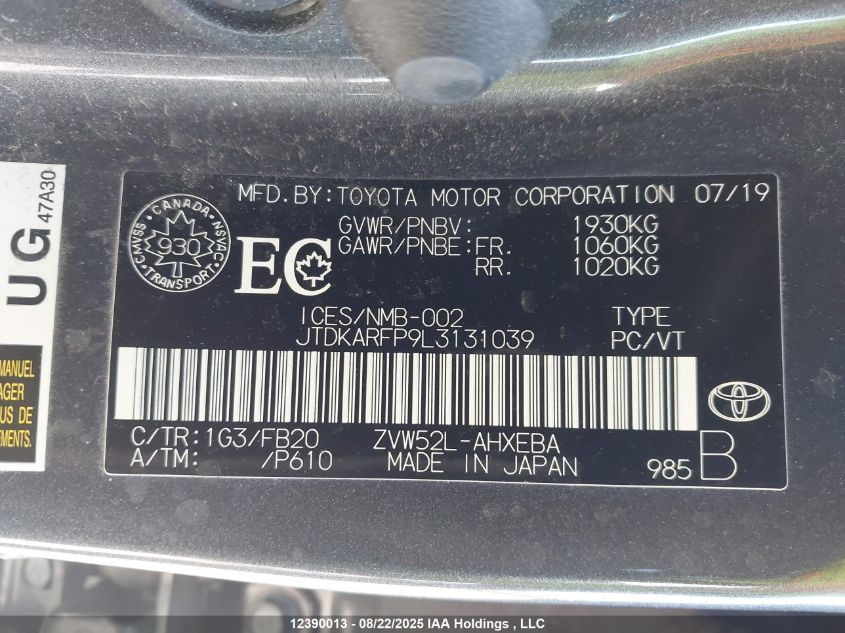 UG
47A30
MANUEL
AGER
US DE
EMENT.
MFD.BY:TOYOTA MOTOR CORPORATION 07/19
CANADA
CMVSS 930 NSVAC
TRANSPORT
EC
GVWR/PNBV: 1930KG
GAWR/PNBE:FR. 1060KG
RR. 1020KG
ICES/NMB-002 TYPE
JTDKARFP9L3131039 PC/VT
C/TR:1G3/FB20 ZVW52L-AHXEBA
A/TM: /P610 MADE IN JAPAN 985 B
12390013 - 08/22/2025 IAA Holdings , LLC